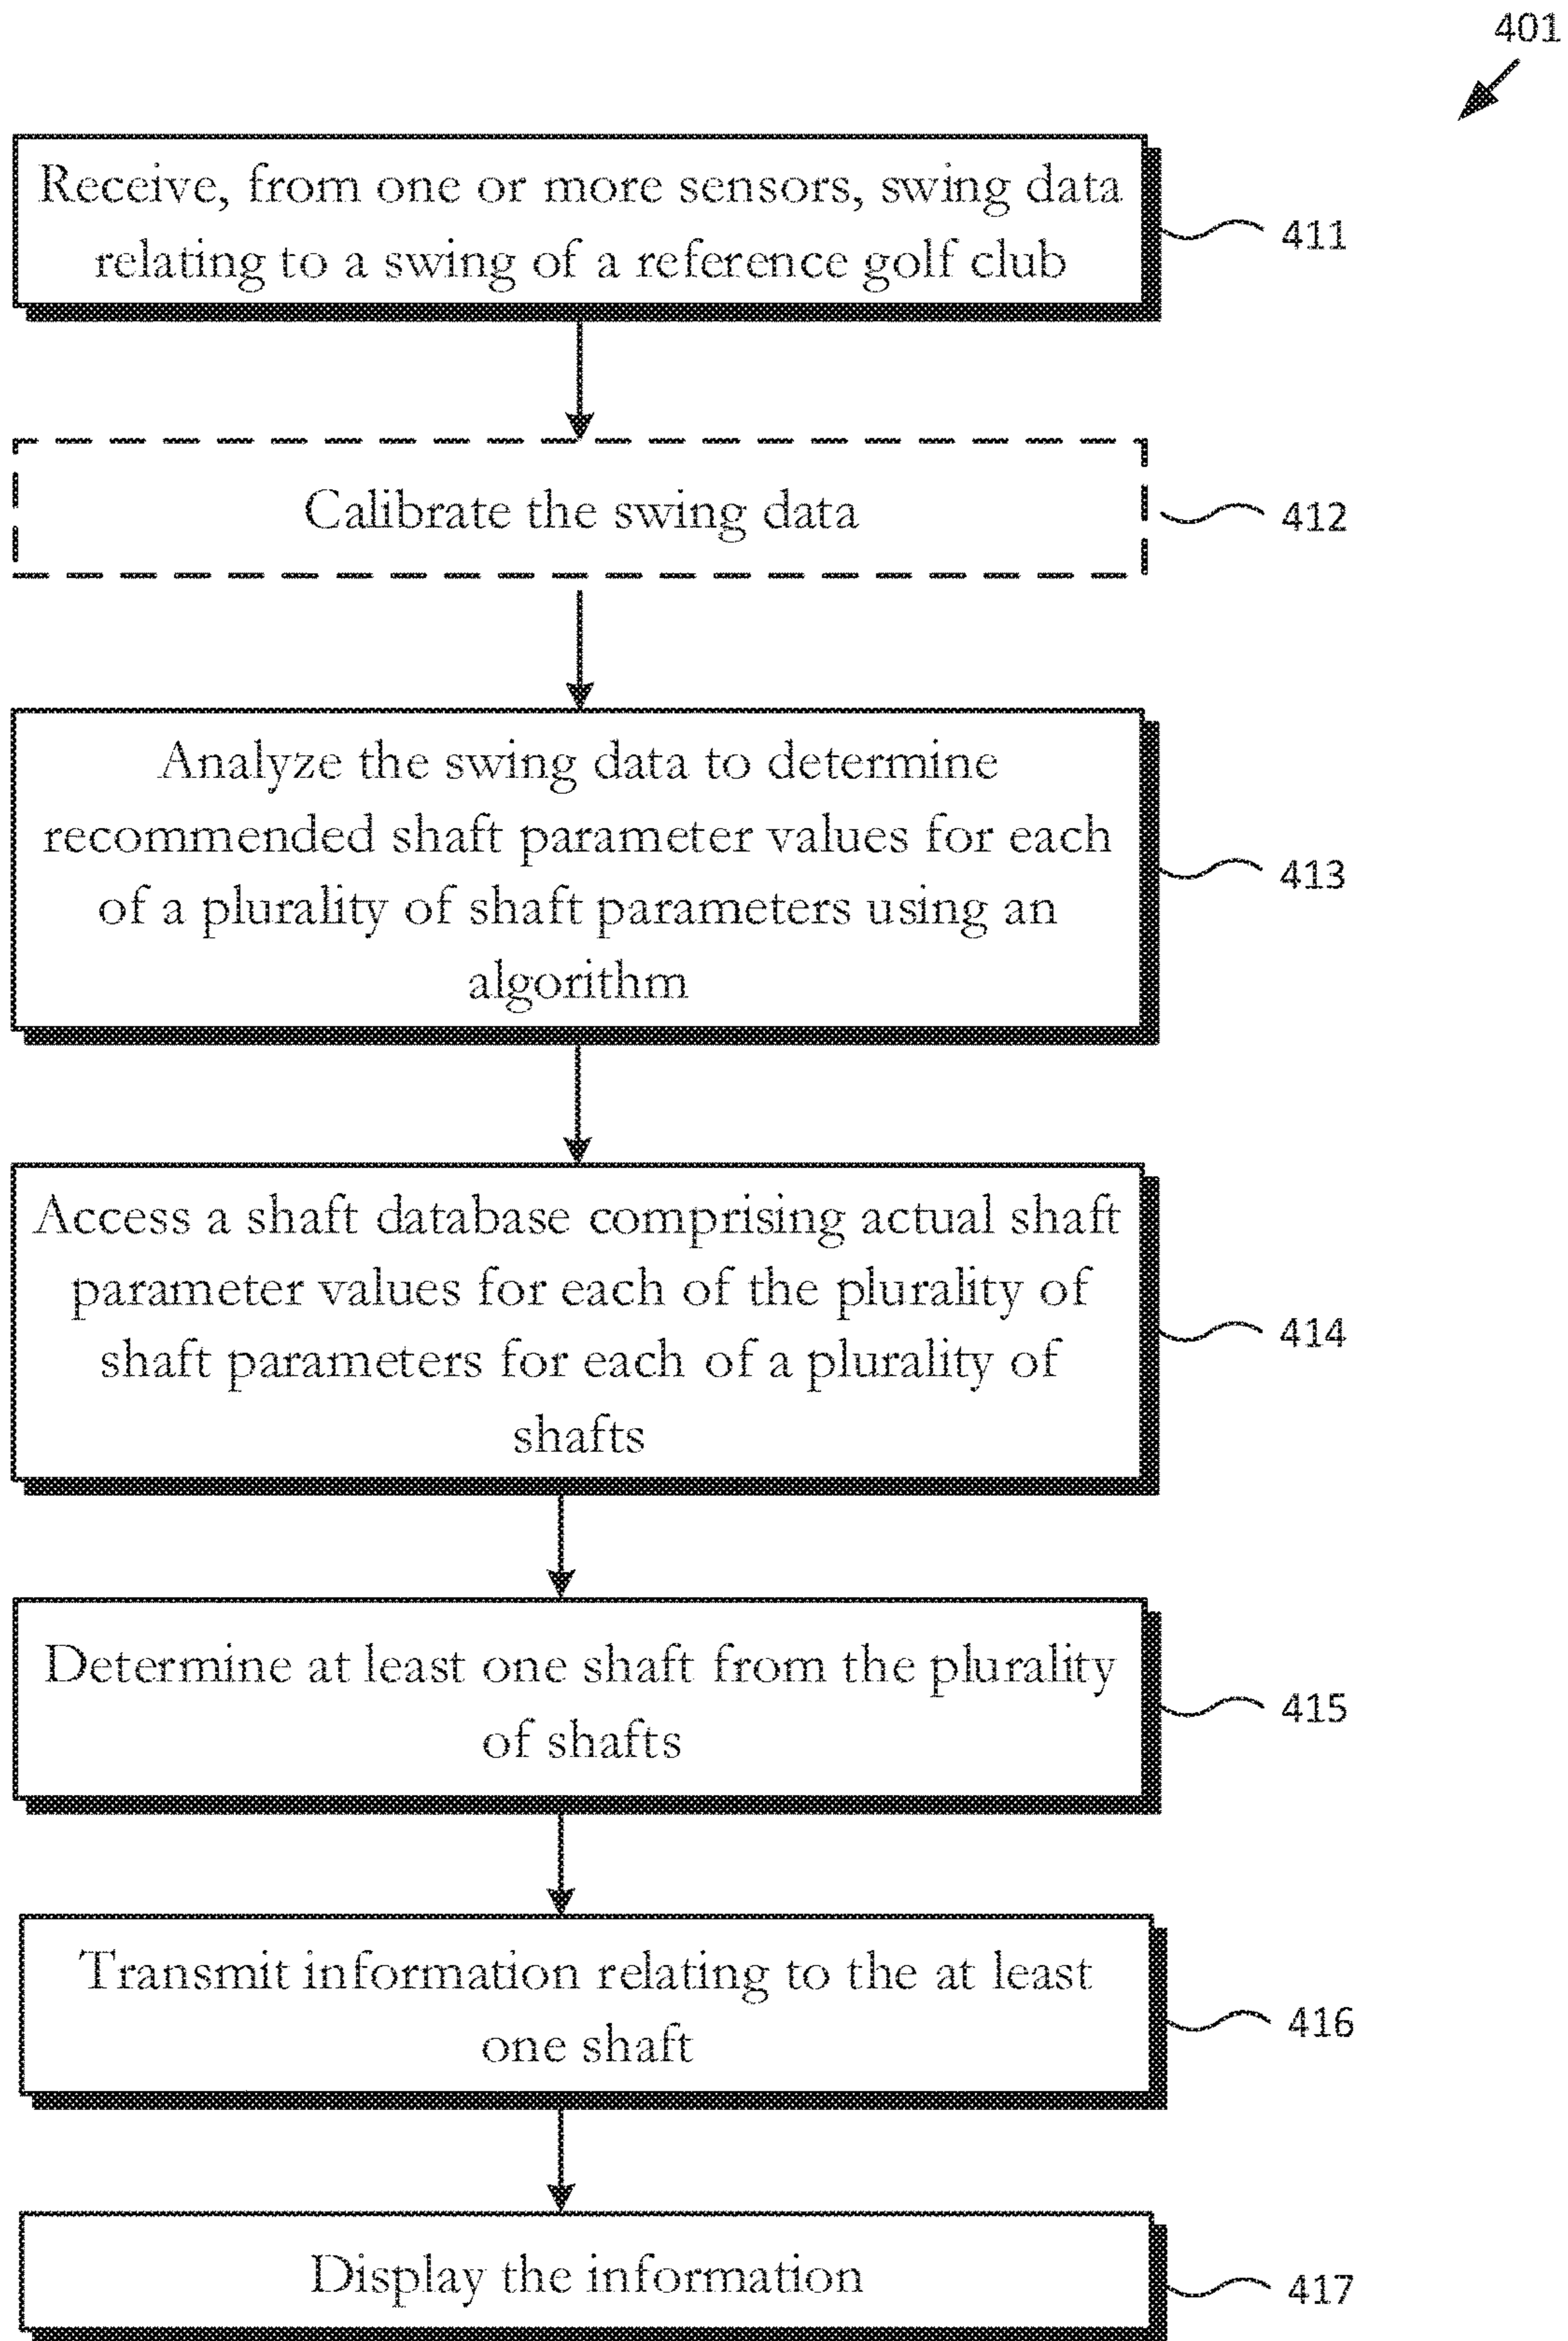 401
Receive, from one or more sensors, swing data
relating to a swing of a reference golf club
411
Calibrate the swing data
412
Analyze the swing data to determine
recommended shaft parameter values for each
of a plurality of shaft parameters using an
algorithm
413
Access a shaft database comprising actual shaft
parameter values for each of the plurality of
shaft parameters for each of a plurality of
shafts
414
Determine at least one shaft from the plurality
of shafts
415
Transmit information relating to the at least
one shaft
416
Display the information
417